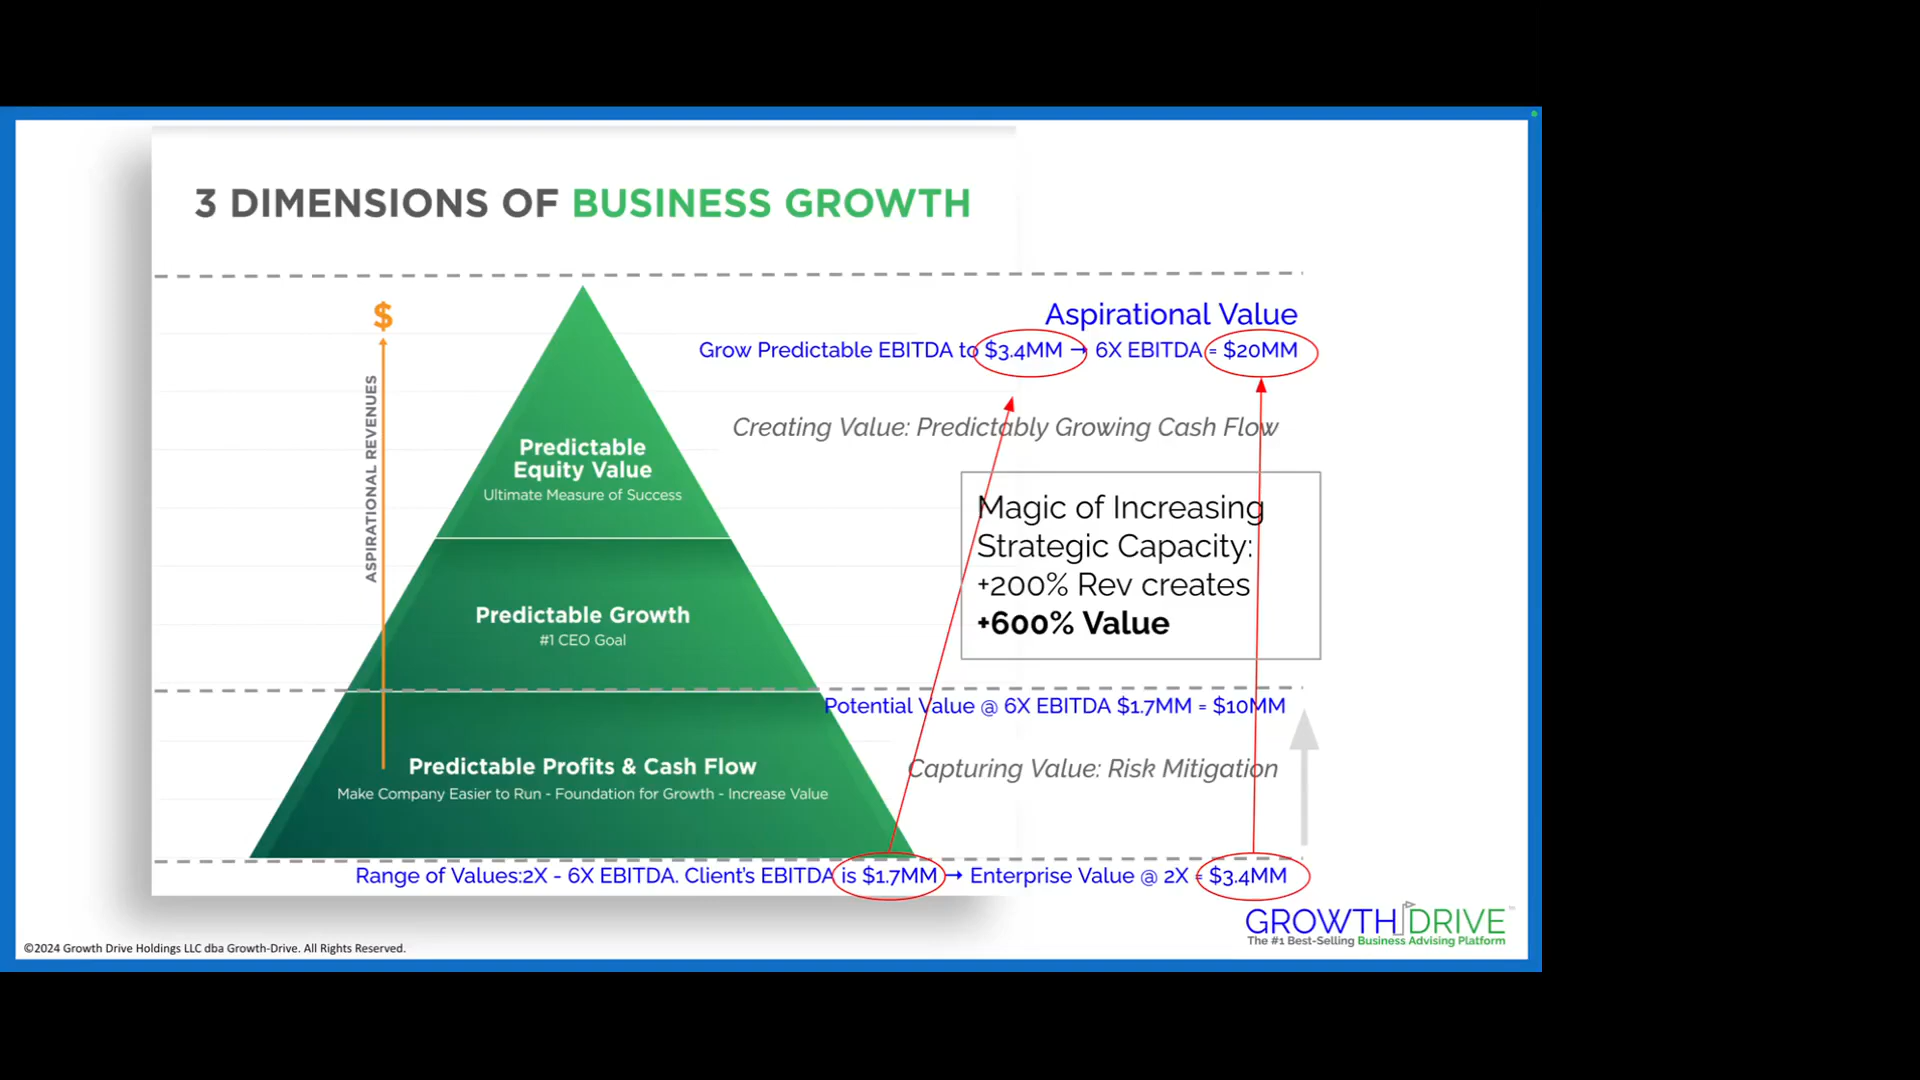 3 DIMENSIONS OF BUSINESS GROWTH
$
ASPIRATIONAL REVENUES
Aspirational Value
Grow Predictable EBITDA to $3.4MM → 6X EBITDA = $20MM
Creating Value: Predictably Growing Cash Flow
Predictable
Equity Value
Ultimate Measure of Success
Magic of Increasing
Strategic Capacity:
+200% Rev creates
+600% Value
Predictable Growth
#1 CEO Goal
Potential Value @ 6X EBITDA $1.7MM = $10MM
Capturing Value: Risk Mitigation
Predictable Profits & Cash Flow
Make Company Easier to Run - Foundation for Growth - Increase Value
Range of Values:2X - 6X EBITDA. Client's EBITDA is $1.7MM → Enterprise Value @ 2X = $3.4MM
GROWTH DRIVE
The #1 Best-Selling Business Advising Platform
©2024 Growth Drive Holdings LLC dba Growth-Drive. All Rights Reserved.